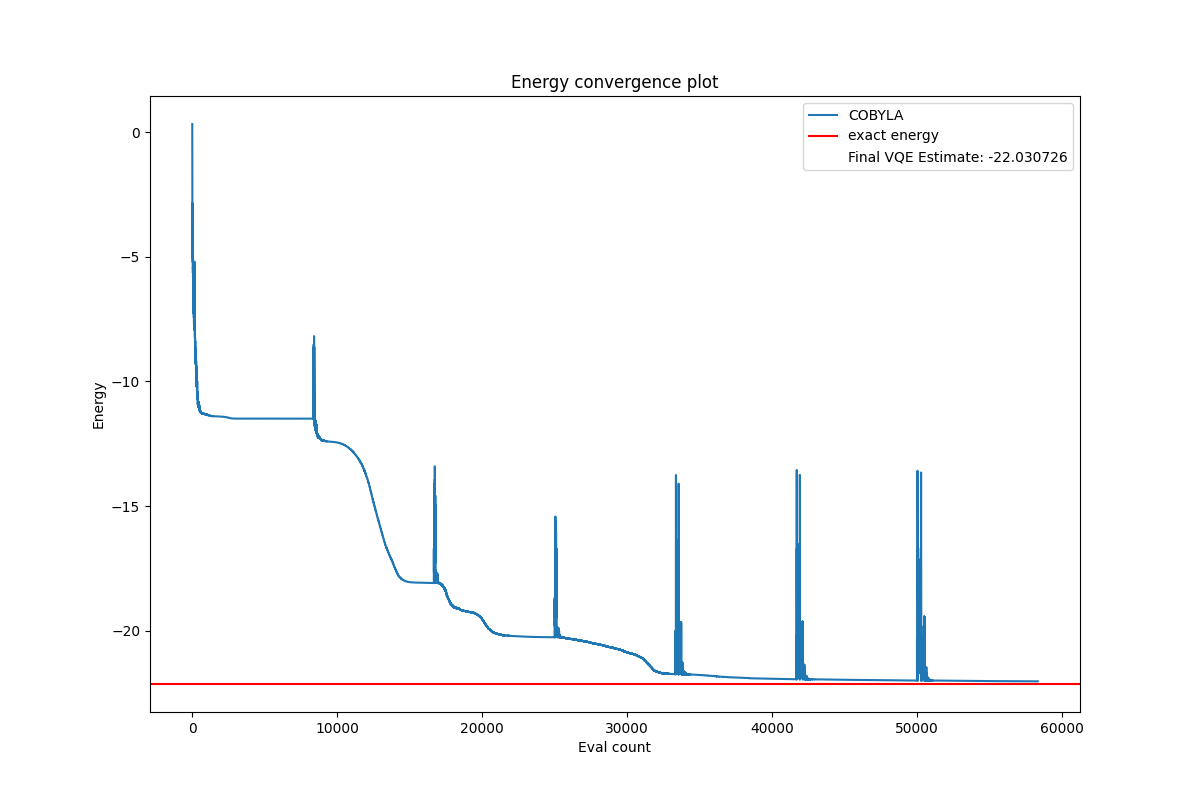 Energy convergence plot
COBYLA
exact energy
Final VQE Estimate: -22.030726
Energy
0
−5
−10
−15
−20
0 10000 20000 30000 40000 50000 60000
Eval count